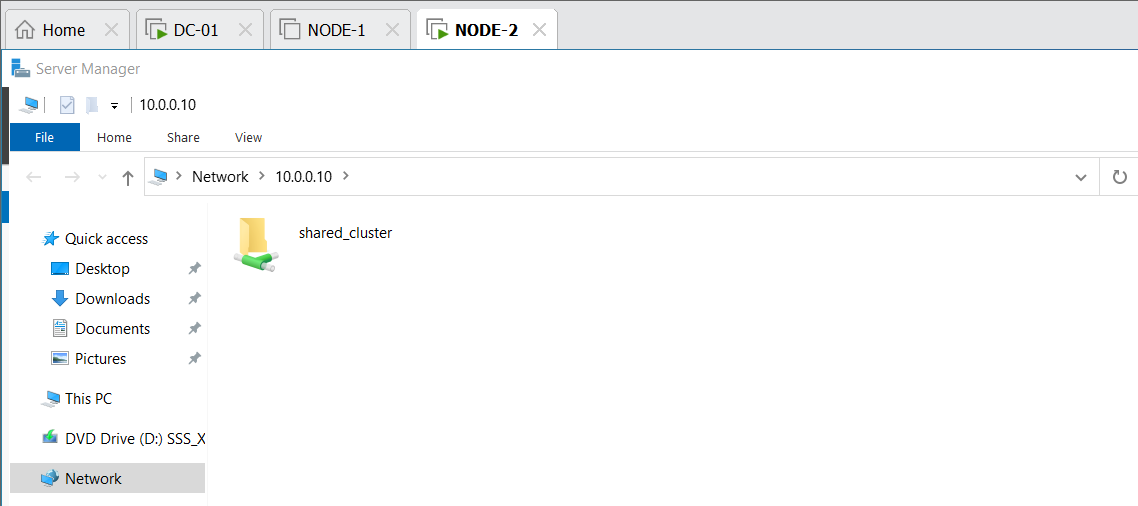 Home DC-01 NODE-1 NODE-2
Server Manager
10.0.0.10
File Home Share View
Network 10.0.0.10
Quick access
shared_cluster
Desktop
Downloads
Documents
Pictures
This PC
DVD Drive (D:) SSS_X
Network